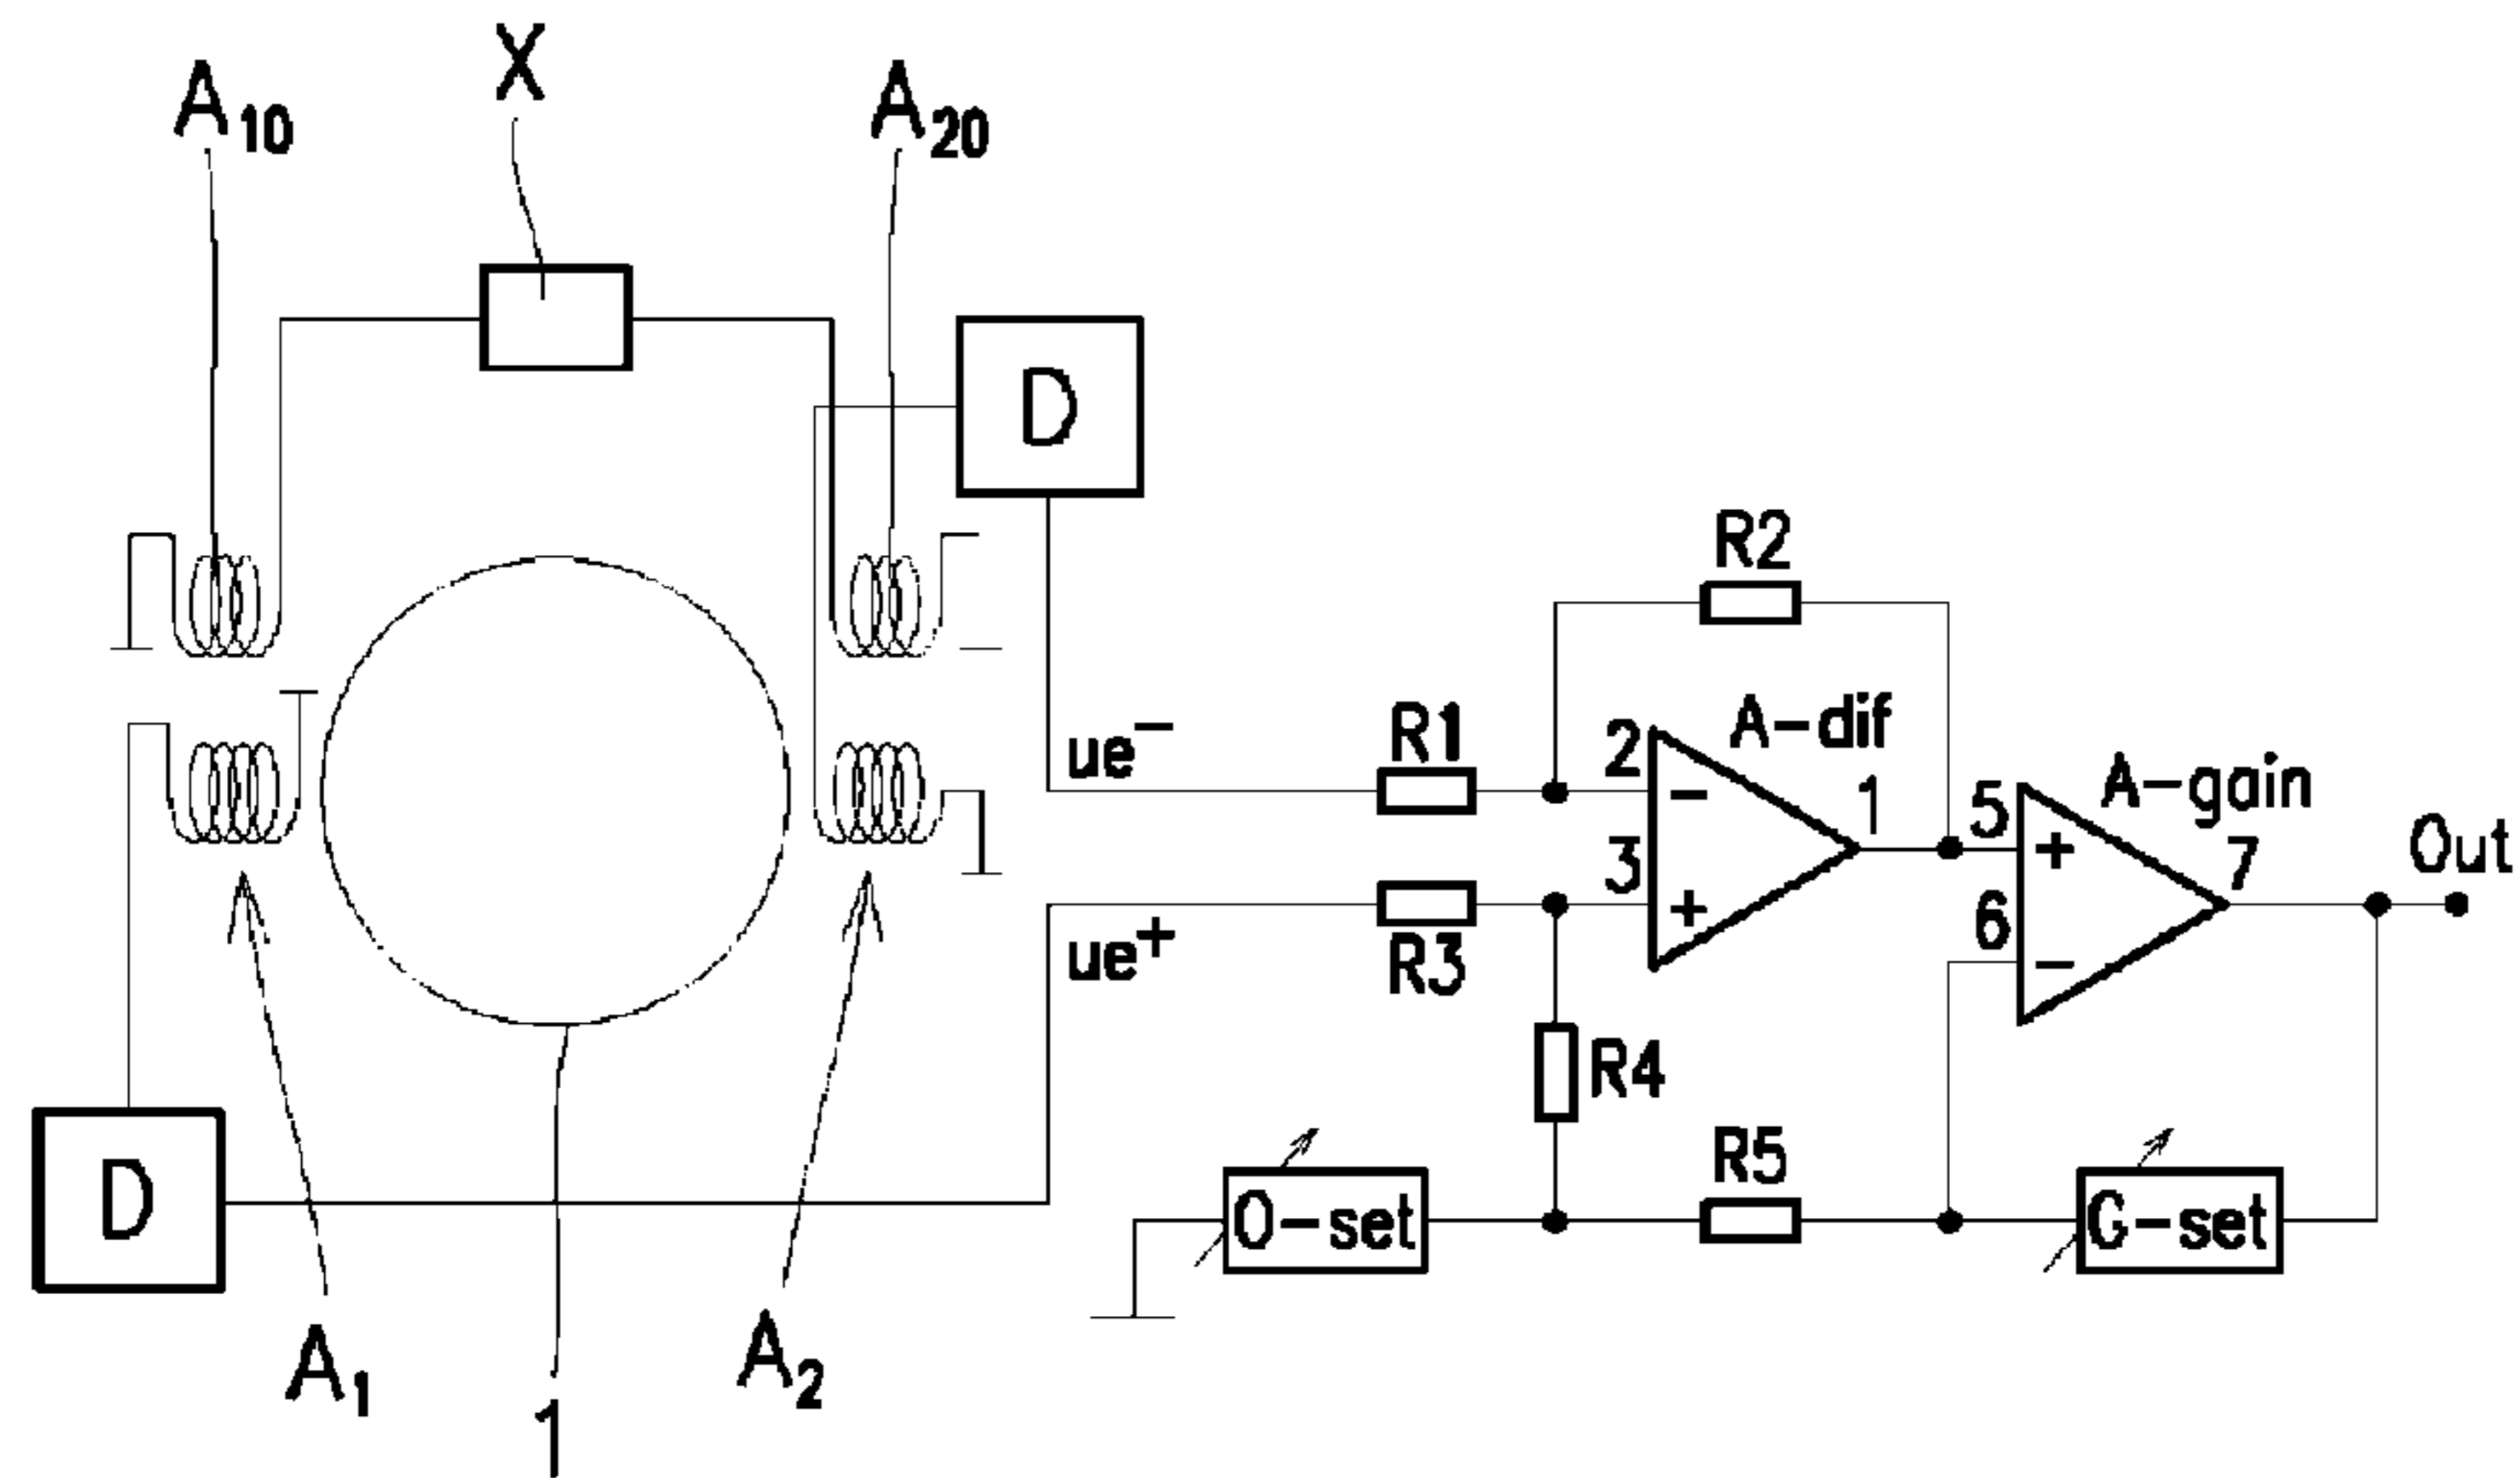 X
A10
A20
D
R2
ue−
R1
2
−
A-dif
1
3
+
5
+
A-gain
7
Out
6
−
ue+
R3
R4
R5
D
O-set
G-set
A1
A2
1